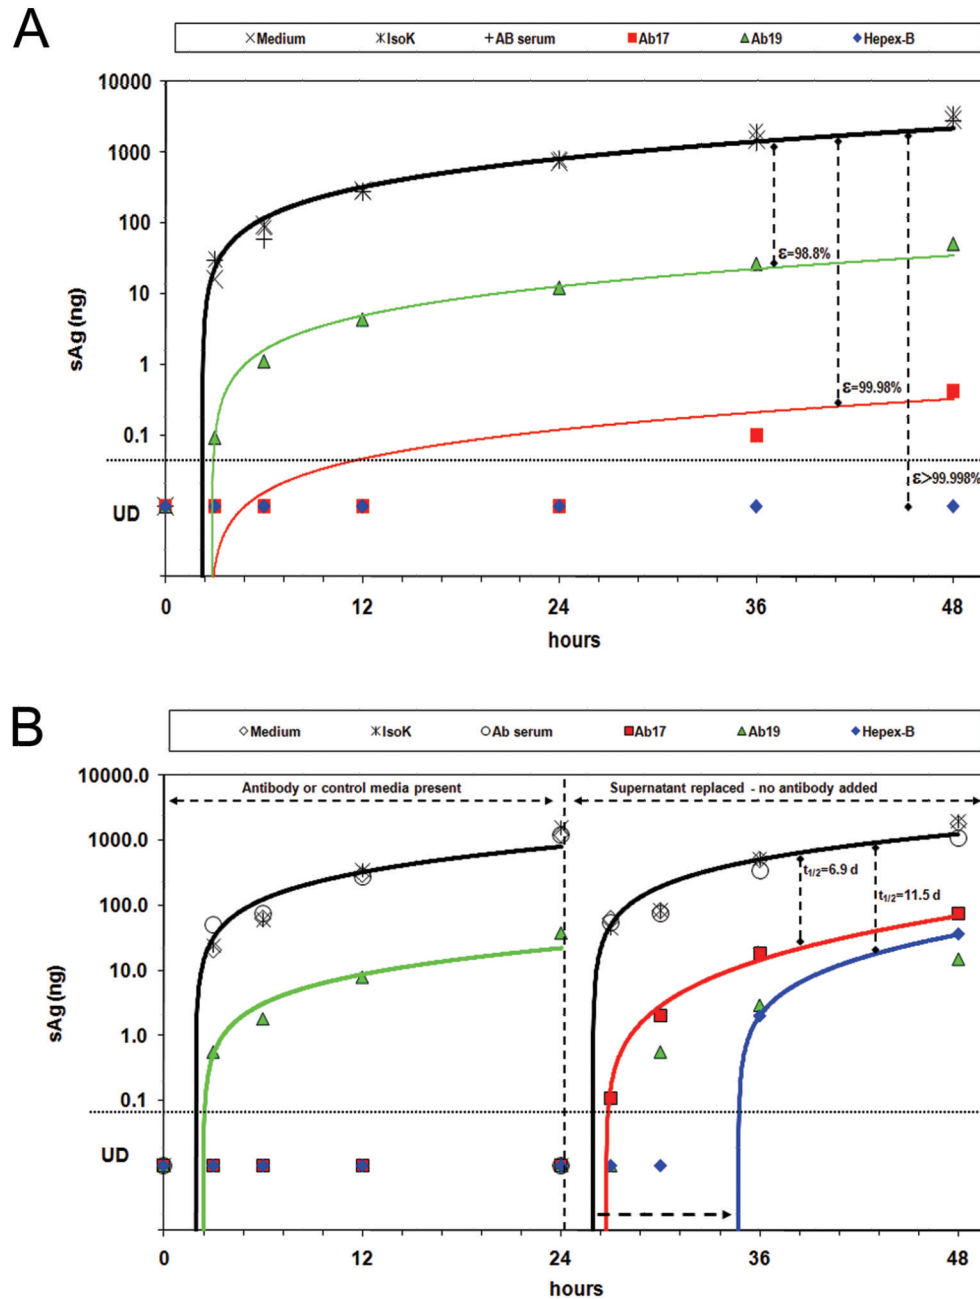 A
Medium IsoK AB serum Ab17 Ab19 Hepex-B
10000
1000
100
10
1
0.1
UD
sAg (ng)
ε=98.8%
ε=99.98%
ε>99.998%
0 12 24 36 48
hours
B
Medium IsoK Ab serum Ab17 Ab19 Hepex-B
10000.0
1000.0
100.0
10.0
1.0
0.1
UD
sAg (ng)
Antibody or control media present
Supernatant replaced - no antibody added
t1/2=6.9 d
t1/2=11.5 d
0 12 24 36 48
hours